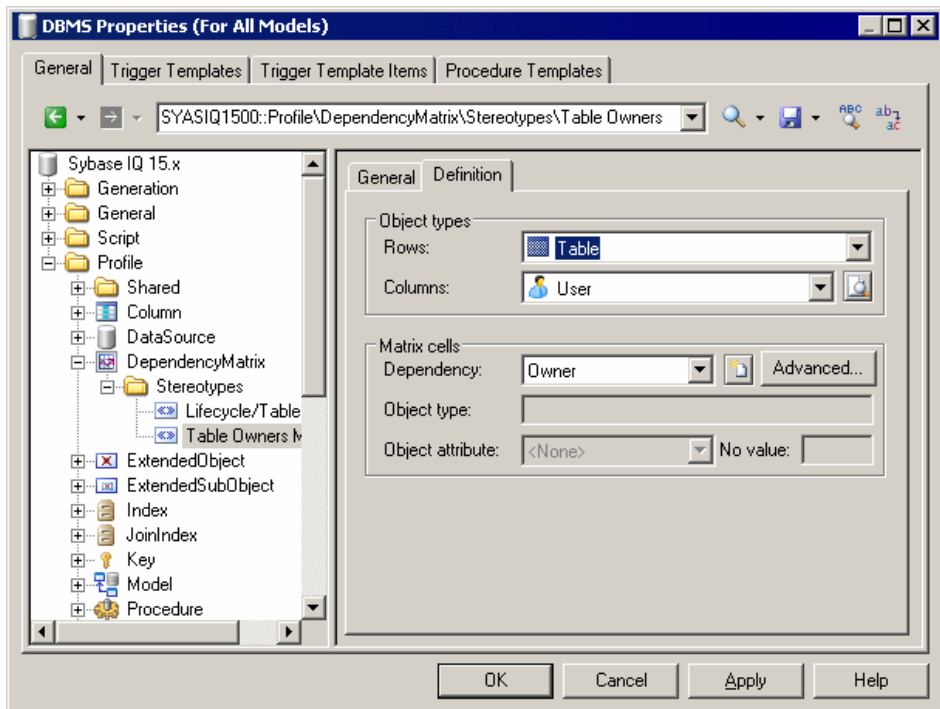 DBMS Properties (For All Models)
General Trigger Templates Trigger Template Items Procedure Templates
SYASIQ1500::Profile\DependencyMatrix\Stereotypes\Table Owners
ABC
ab
ac
Sybase IQ 15.x
Generation
General
Script
Profile
Shared
Column
DataSource
DependencyMatrix
Stereotypes
Lifecycle/Table
Table Owners M
ExtendedObject
ExtendedSubObject
Index
JoinIndex
Key
Model
Procedure
General Definition
Object types
Rows: Table
Columns: User
Matrix cells
Dependency: Owner Advanced...
Object type:
Object attribute: <None> No value:
OK Cancel Apply Help